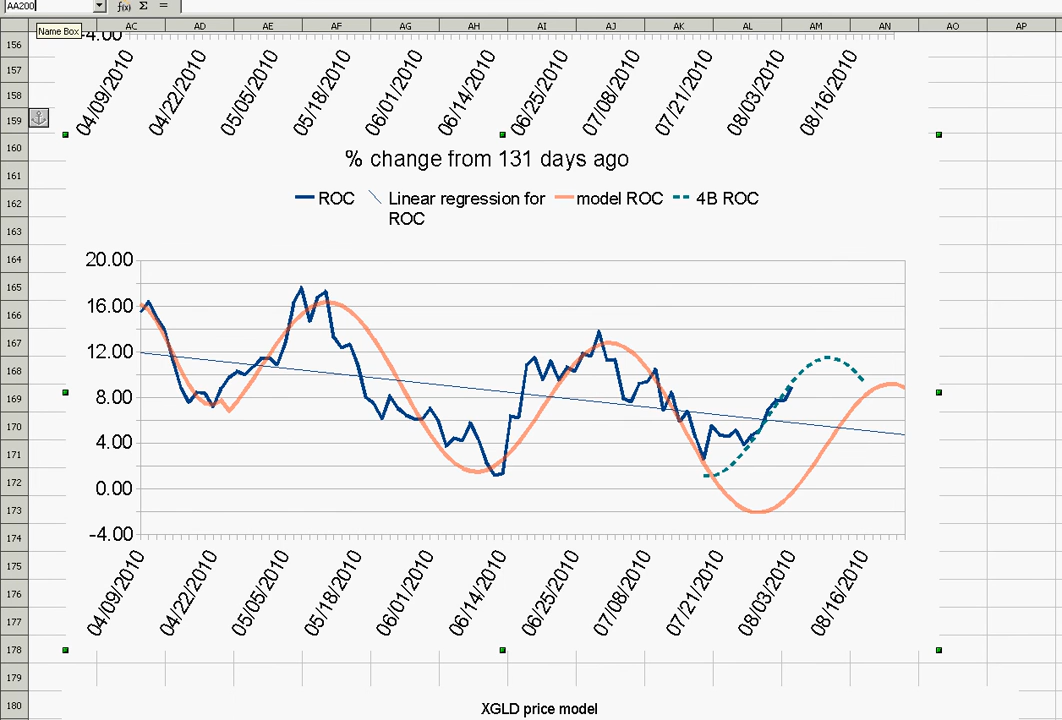 AA200 f(x) Σ =
AC AD AE AF AG AH AI AJ AK AL AM AN AO AP
Name Box
156 -4.00
157
158
04/09/2010 04/22/2010 05/05/2010 05/18/2010 06/01/2010 06/14/2010 06/25/2010 07/08/2010 07/21/2010 08/03/2010 08/16/2010
159
160 % change from 131 days ago
161
162 ROC Linear regression for model ROC 4B ROC
ROC
163
164 20.00
165
166 16.00
167 12.00
168
169 8.00
170
171 4.00
172 0.00
173
174 -4.00
175
176
04/09/2010 04/22/2010 05/05/2010 05/18/2010 06/01/2010 06/14/2010 06/25/2010 07/08/2010 07/21/2010 08/03/2010 08/16/2010
177
178
179
180 XGLD price model